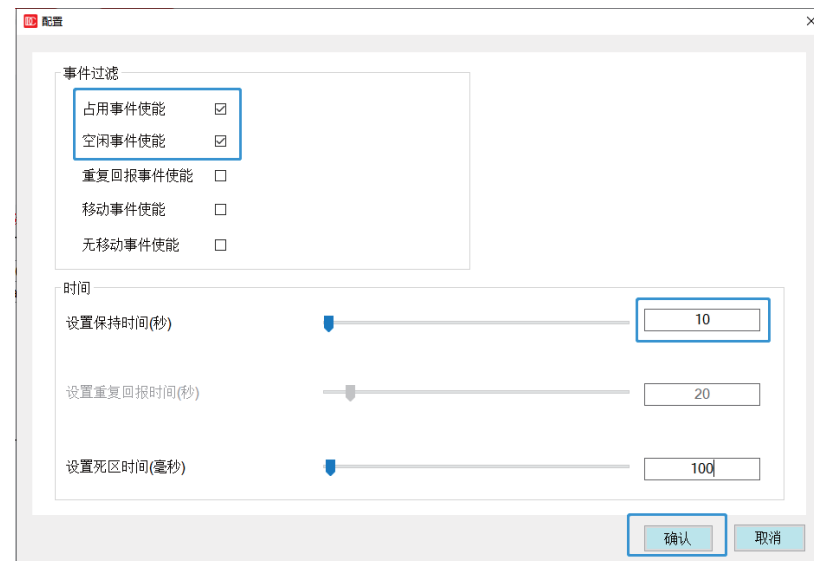 配置
事件过滤
占用事件使能
空闲事件使能
重复回报事件使能
移动事件使能
无移动事件使能
时间
设置保持时间(秒) 10
设置重复回报时间(秒) 20
设置死区时间(毫秒) 100
确认 取消